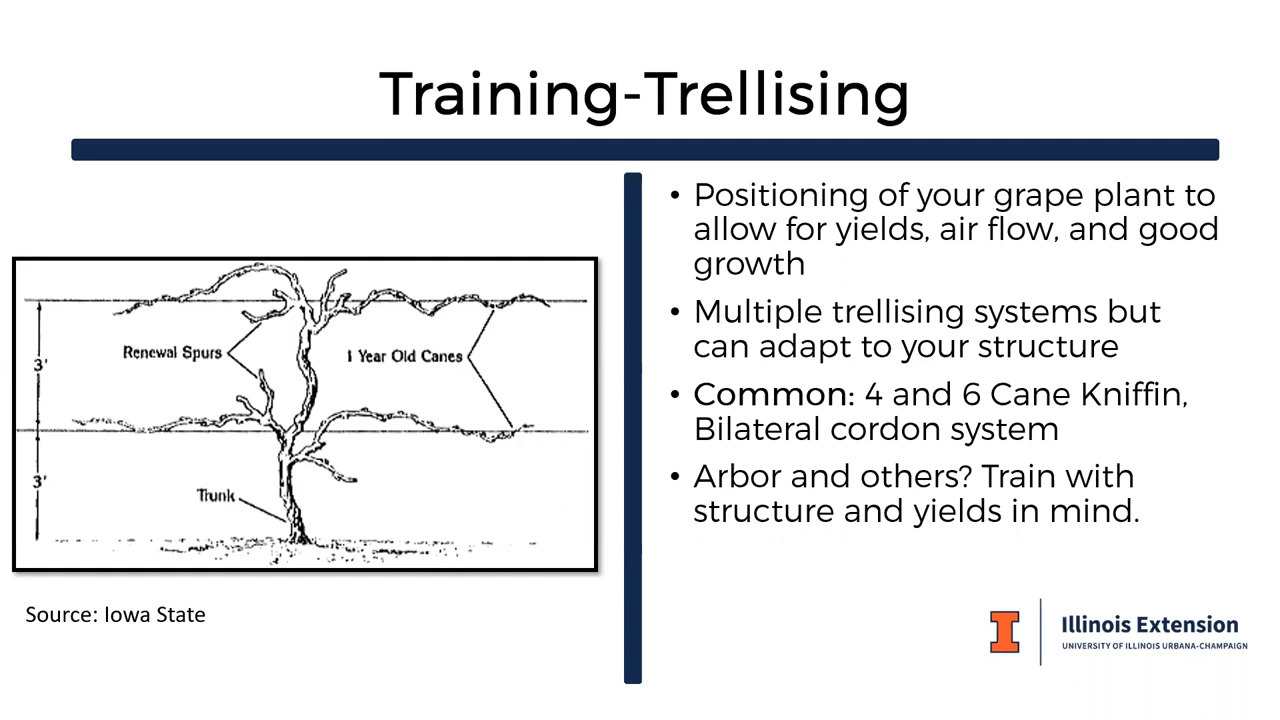 Training-Trellising
3'
Renewal Spurs
1 Year Old Canes
3'
Trunk
Source: Iowa State
• Positioning of your grape plant to
allow for yields, air flow, and good
growth
• Multiple trellising systems but
can adapt to your structure
• Common: 4 and 6 Cane Kniffin,
Bilateral cordon system
• Arbor and others? Train with
structure and yields in mind.
Illinois Extension
UNIVERSITY OF ILLINOIS URBANA-CHAMPAIGN